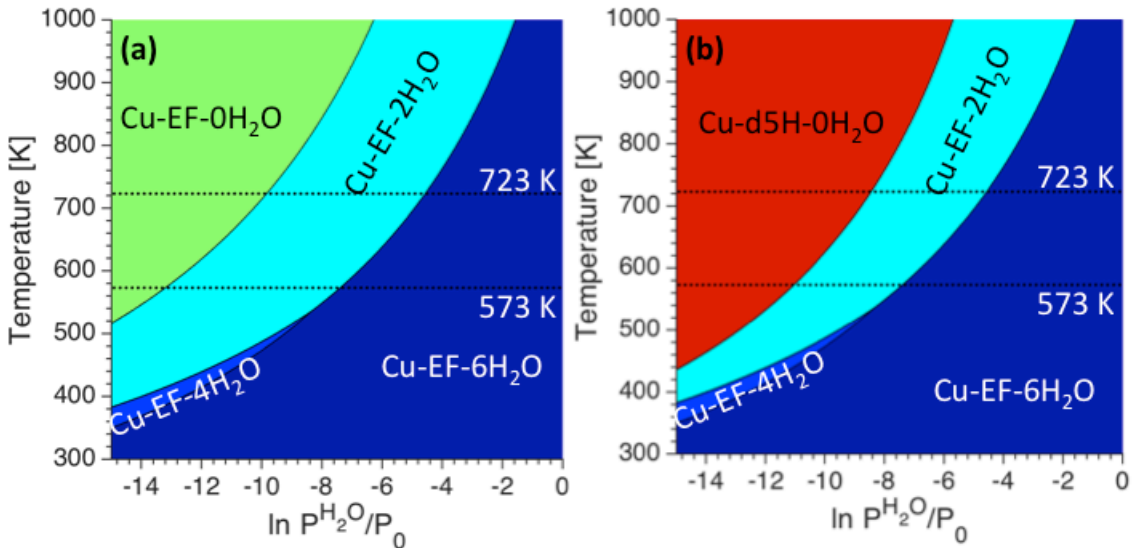 (a)
Cu-EF-0H₂O
Cu-EF-2H₂O
723 K
573 K
Cu-EF-4H₂O
Cu-EF-6H₂O
Temperature [K]
1000
900
800
700
600
500
400
300
-14
-12
-10
-8
-6
-4
-2
0
ln P^H₂O/P₀
(b)
Cu-d5H-0H₂O
Cu-EF-2H₂O
723 K
573 K
Cu-EF-4H₂O
Cu-EF-6H₂O
Temperature [K]
1000
900
800
700
600
500
400
300
-14
-12
-10
-8
-6
-4
-2
0
ln P^H₂O/P₀